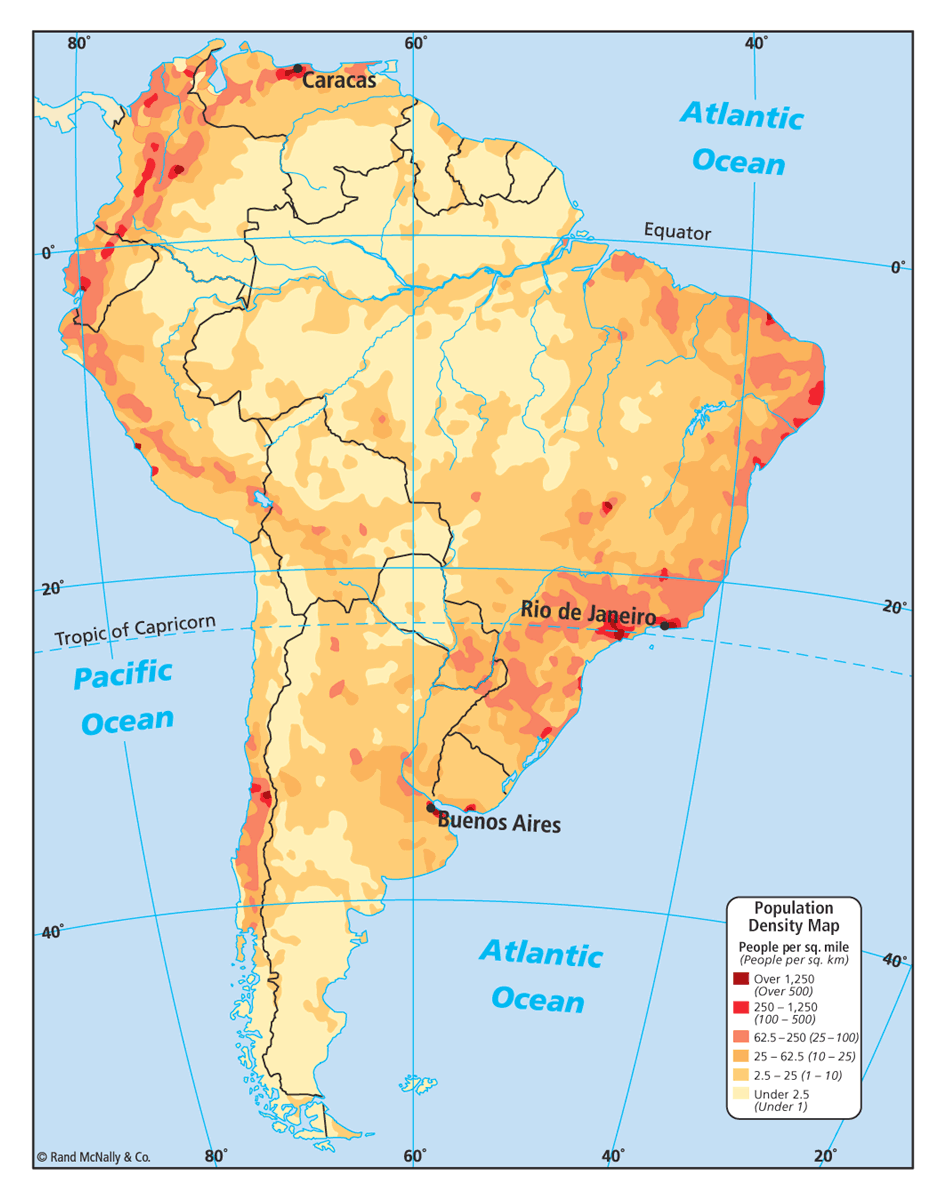 80˚
60˚
40˚
Caracas
Atlantic
Ocean
Equator
0˚
0˚
20˚
Rio de Janeiro
20˚
Tropic of Capricorn
Pacific
Ocean
Buenos Aires
40˚
Atlantic
Ocean
40˚
Population
Density Map
People per sq. mile
(People per sq. km)
Over 1,250
(Over 500)
250 – 1,250
(100 – 500)
62.5 – 250 (25 – 100)
25 – 62.5 (10 – 25)
2.5 – 25 (1 – 10)
Under 2.5
(Under 1)
© Rand McNally & Co.
80˚
60˚
40˚
20˚